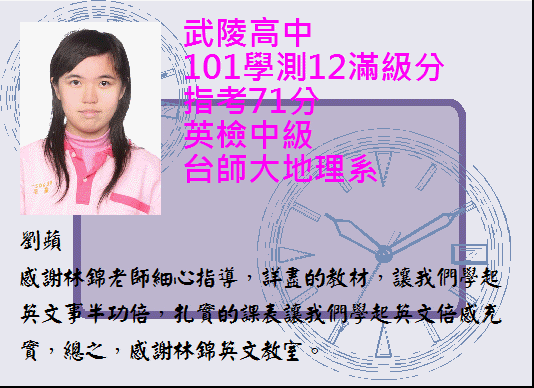 武陵高中
101學測12滿級分
指考71分
英檢中級
台師大地理系
劉蘋
感謝林錦老師細心指導，詳盡的教材，讓我們學起
英文事半功倍，扎實的課表讓我們學起英文倍感充
實，總之，感謝林錦英文教室。